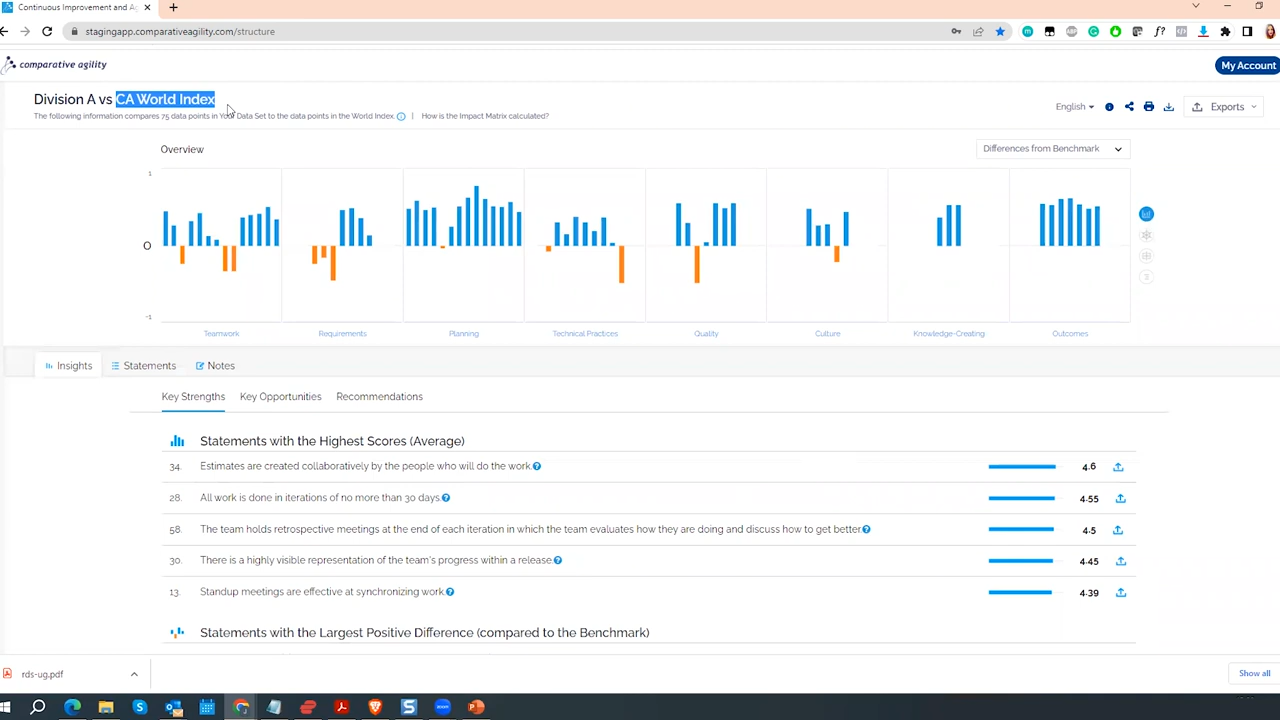 Continuous Improvement and Ag
stagingapp.comparativeagility.com/structure
comparative agility
My Account
Division A vs CA World Index
The following information compares 75 data points in Your Data Set to the data points in the World Index. | How is the Impact Matrix calculated?
English
Exports
Overview
Differences from Benchmark
1
0
-1
Teamwork Requirements Planning Technical Practices Quality Culture Knowledge-Creating Outcomes
Insights Statements Notes
Key Strengths Key Opportunities Recommendations
Statements with the Highest Scores (Average)
34. Estimates are created collaboratively by the people who will do the work. 4.6
28. All work is done in iterations of no more than 30 days. 4.55
58. The team holds retrospective meetings at the end of each iteration in which the team evaluates how they are doing and discuss how to get better. 4.5
30. There is a highly visible representation of the team's progress within a release. 4.45
13. Standup meetings are effective at synchronizing work. 4.39
Statements with the Largest Positive Difference (compared to the Benchmark)
rds-ug.pdf
Show all